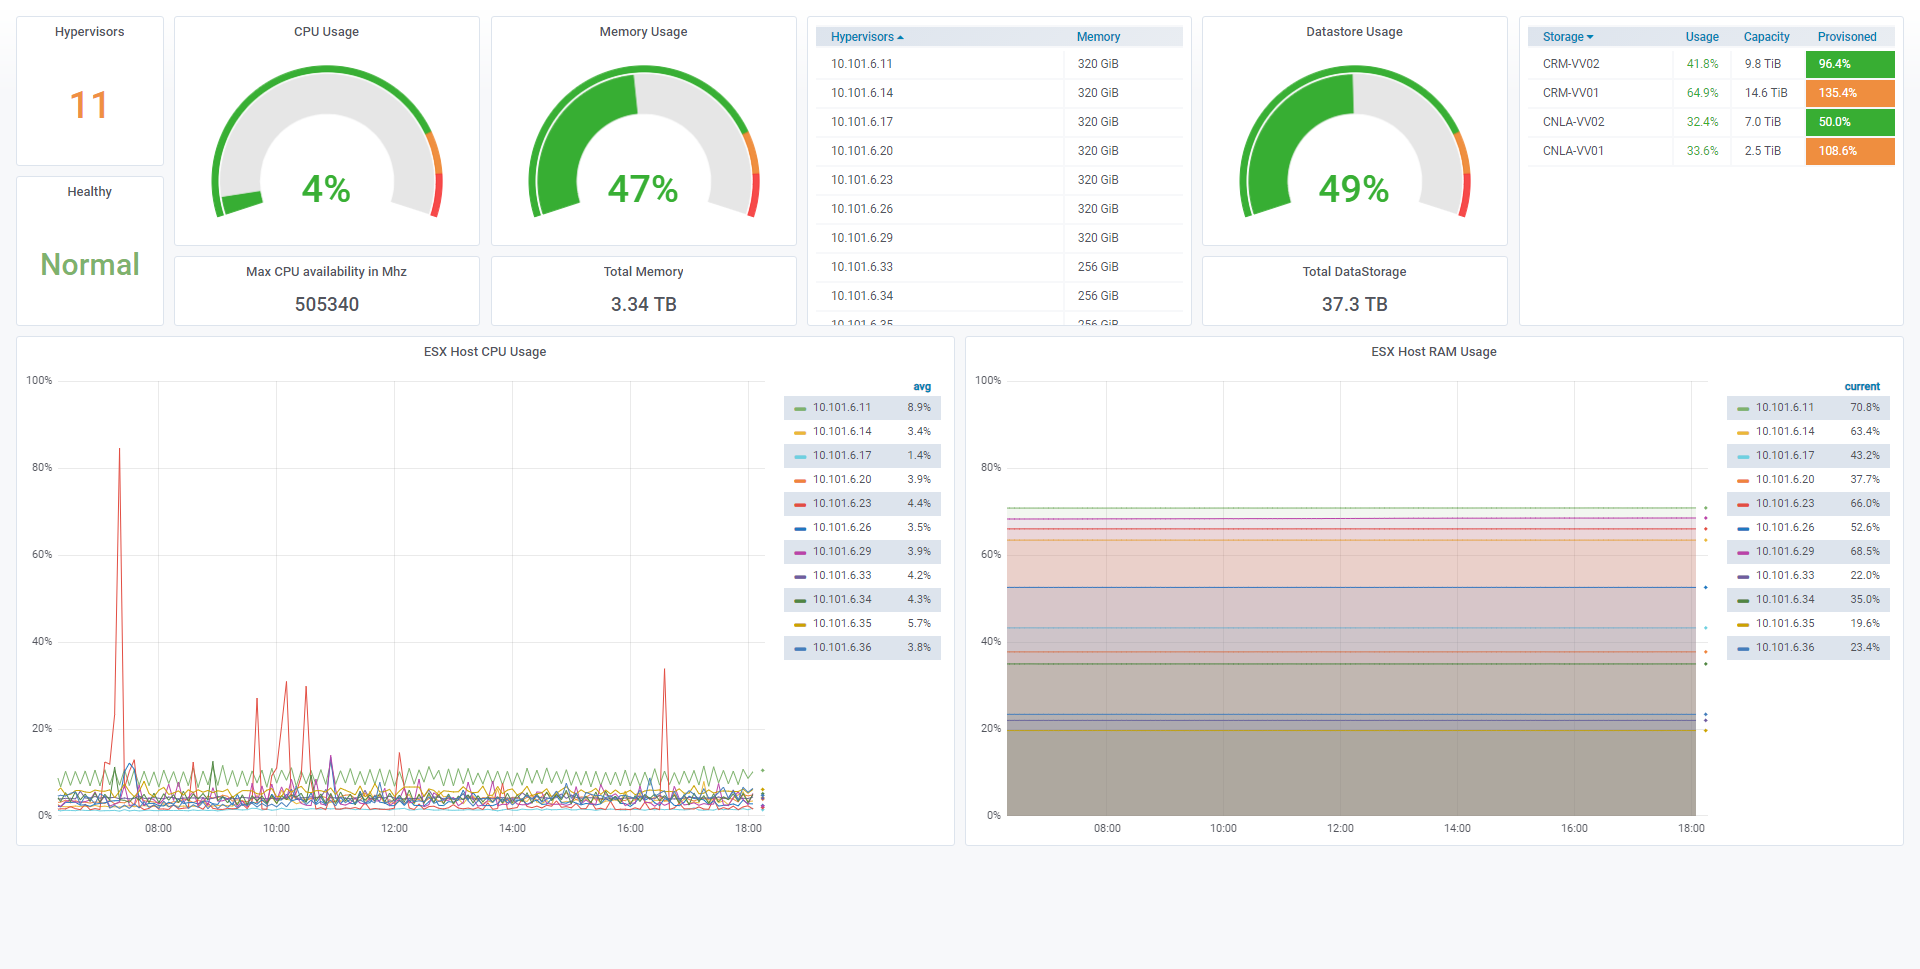 Hypervisors
11
Healthy
Normal
CPU Usage
4%
Max CPU availability in Mhz
505340
Memory Usage
47%
Total Memory
3.34 TB
Hypervisors Memory
10.101.6.11 320 GiB
10.101.6.14 320 GiB
10.101.6.17 320 GiB
10.101.6.20 320 GiB
10.101.6.23 320 GiB
10.101.6.26 320 GiB
10.101.6.29 320 GiB
10.101.6.33 256 GiB
10.101.6.34 256 GiB
10.101.6.35 256 GiB
Datastore Usage
49%
Total DataStorage
37.3 TB
Storage Usage Capacity Provisioned
CRM-VV02 41.8% 9.8 TiB 96.4%
CRM-VV01 64.9% 14.6 TiB 135.4%
CNLA-VV02 32.4% 7.0 TiB 50.0%
CNLA-VV01 33.6% 2.5 TiB 108.6%
ESX Host CPU Usage
100%
80%
60%
40%
20%
0%
08:00 10:00 12:00 14:00 16:00 18:00
avg
10.101.6.11 8.9%
10.101.6.14 3.4%
10.101.6.17 1.4%
10.101.6.20 3.9%
10.101.6.23 4.4%
10.101.6.26 3.5%
10.101.6.29 3.9%
10.101.6.33 4.2%
10.101.6.34 4.3%
10.101.6.35 5.7%
10.101.6.36 3.8%
ESX Host RAM Usage
100%
80%
60%
40%
20%
0%
08:00 10:00 12:00 14:00 16:00 18:00
current
10.101.6.11 70.8%
10.101.6.14 63.4%
10.101.6.17 43.2%
10.101.6.20 37.7%
10.101.6.23 66.0%
10.101.6.26 52.6%
10.101.6.29 68.5%
10.101.6.33 22.0%
10.101.6.34 35.0%
10.101.6.35 19.6%
10.101.6.36 23.4%